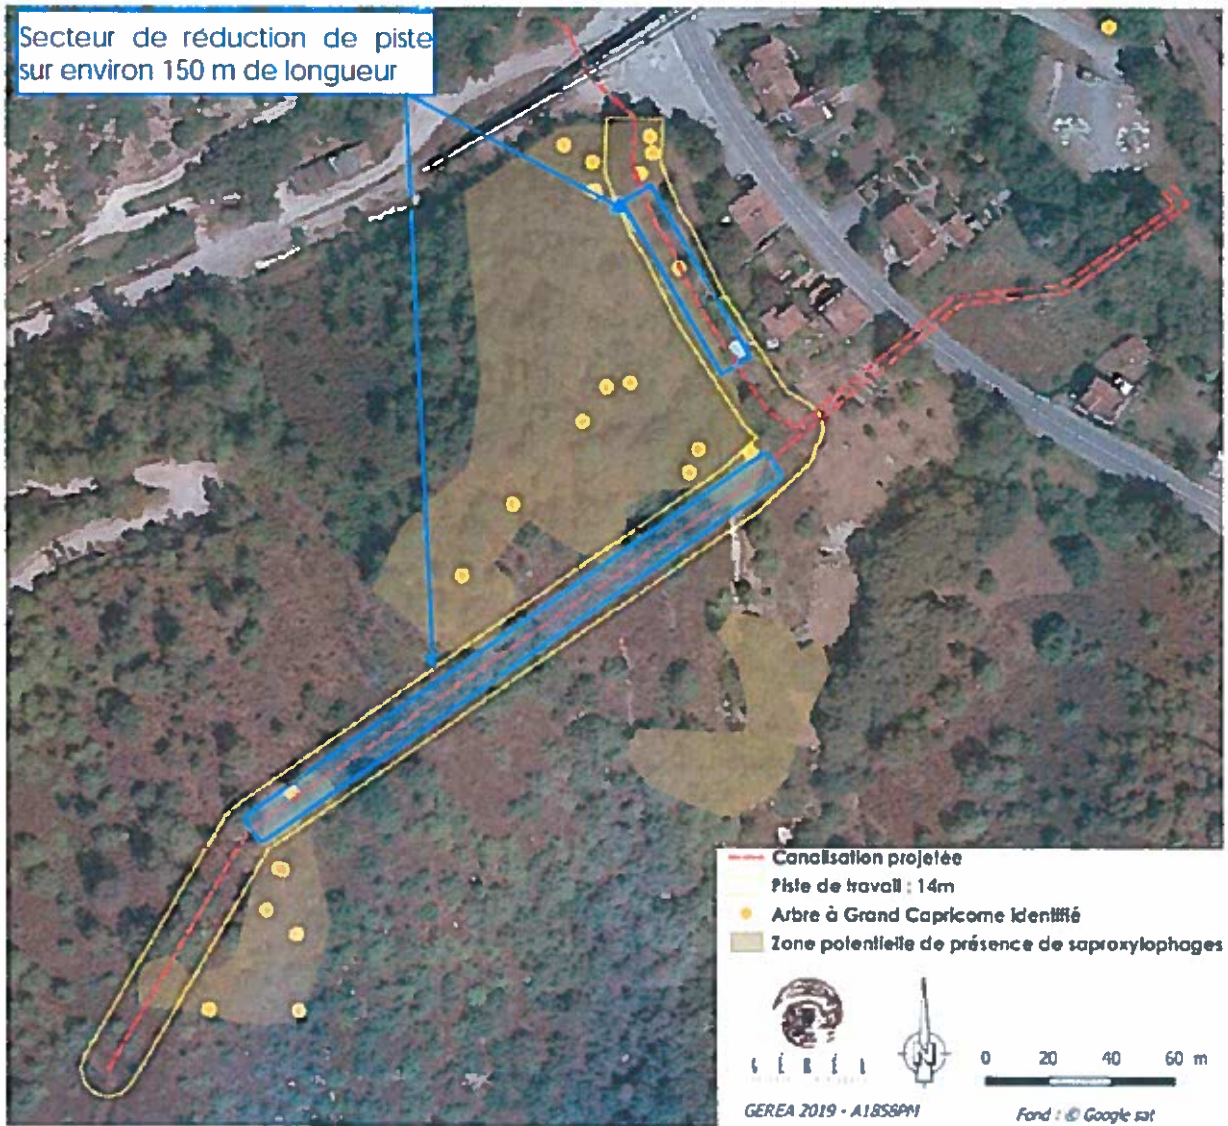 Secteur de réduction de piste
sur environ 150 m de longueur
Canalisation projetée
Piste de travail : 14m
Arbre à Grand Capricorne identifié
Zone potentielle de présence de saproxylophages
G É R É A
N
0 20 40 60 m
GEREA 2019 - A18S8PM
Fond : © Google sat